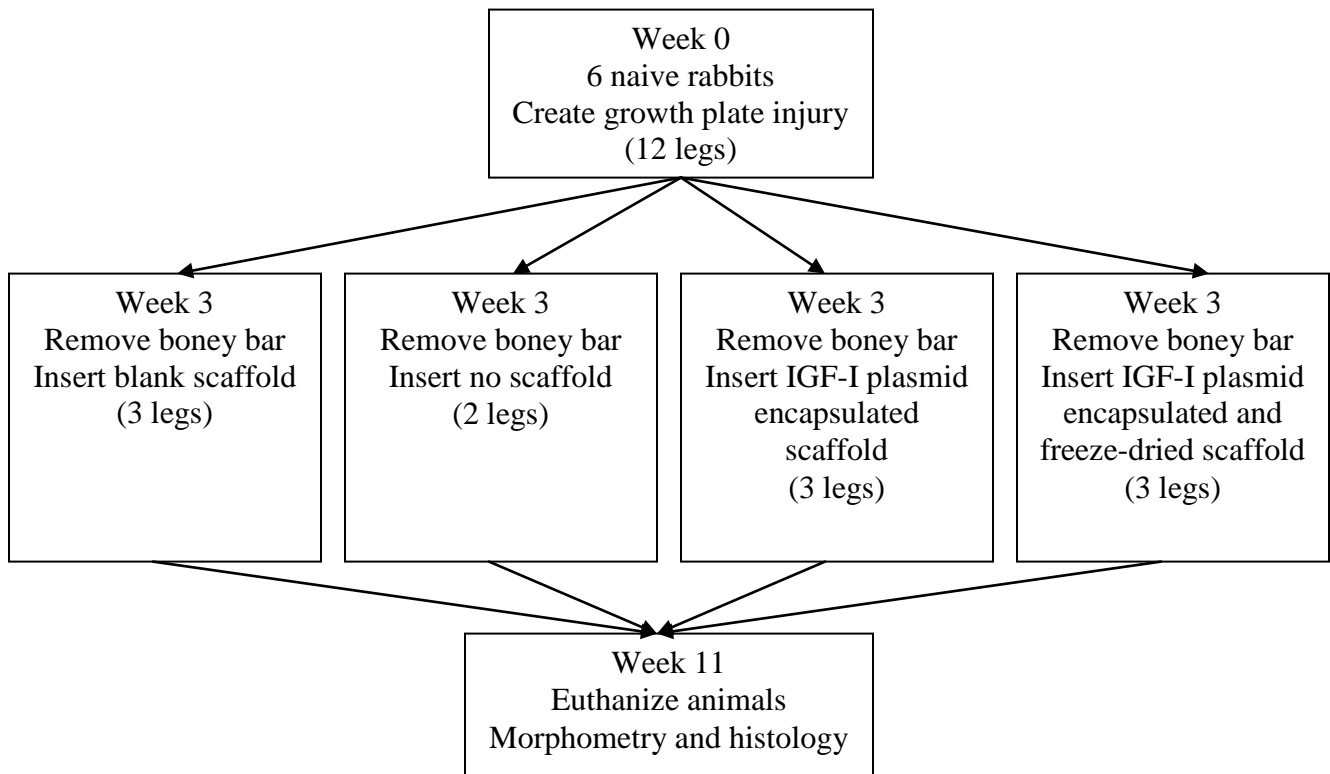 Week 0
6 naive rabbits
Create growth plate injury
(12 legs)
Week 3
Remove boney bar
Insert blank scaffold
(3 legs)
Week 3
Remove boney bar
Insert no scaffold
(2 legs)
Week 3
Remove boney bar
Insert IGF-I plasmid
encapsulated
scaffold
(3 legs)
Week 3
Remove boney bar
Insert IGF-I plasmid
encapsulated and
freeze-dried scaffold
(3 legs)
Week 11
Euthanize animals
Morphometry and histology